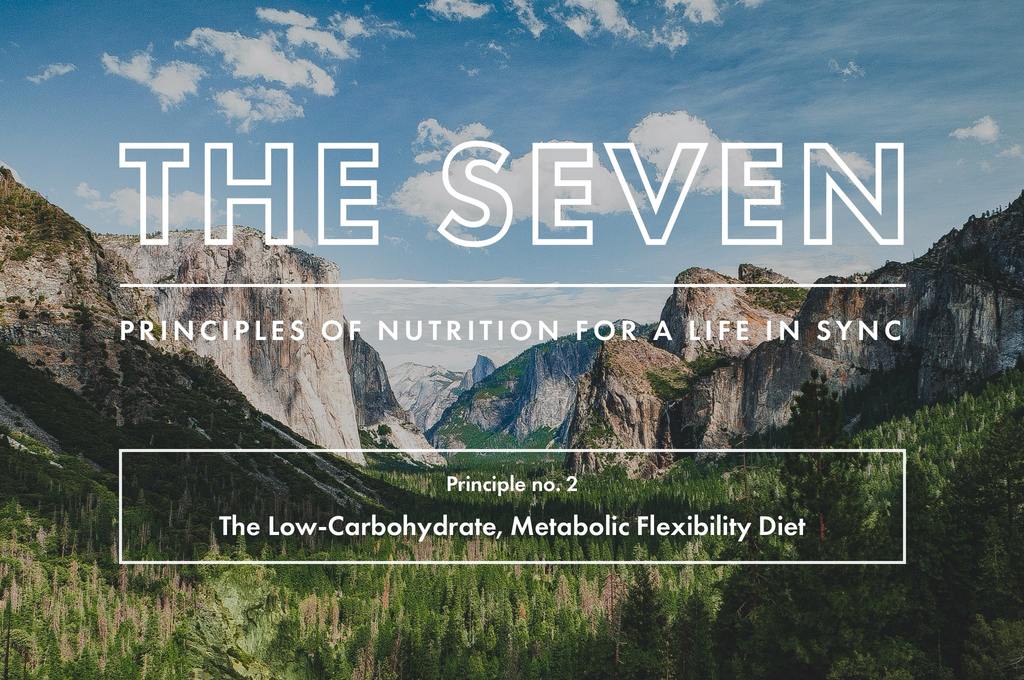 THE SEVEN
PRINCIPLES OF NUTRITION FOR A LIFE IN SYNC
Principle no. 2
The Low-Carbohydrate, Metabolic Flexibility Diet